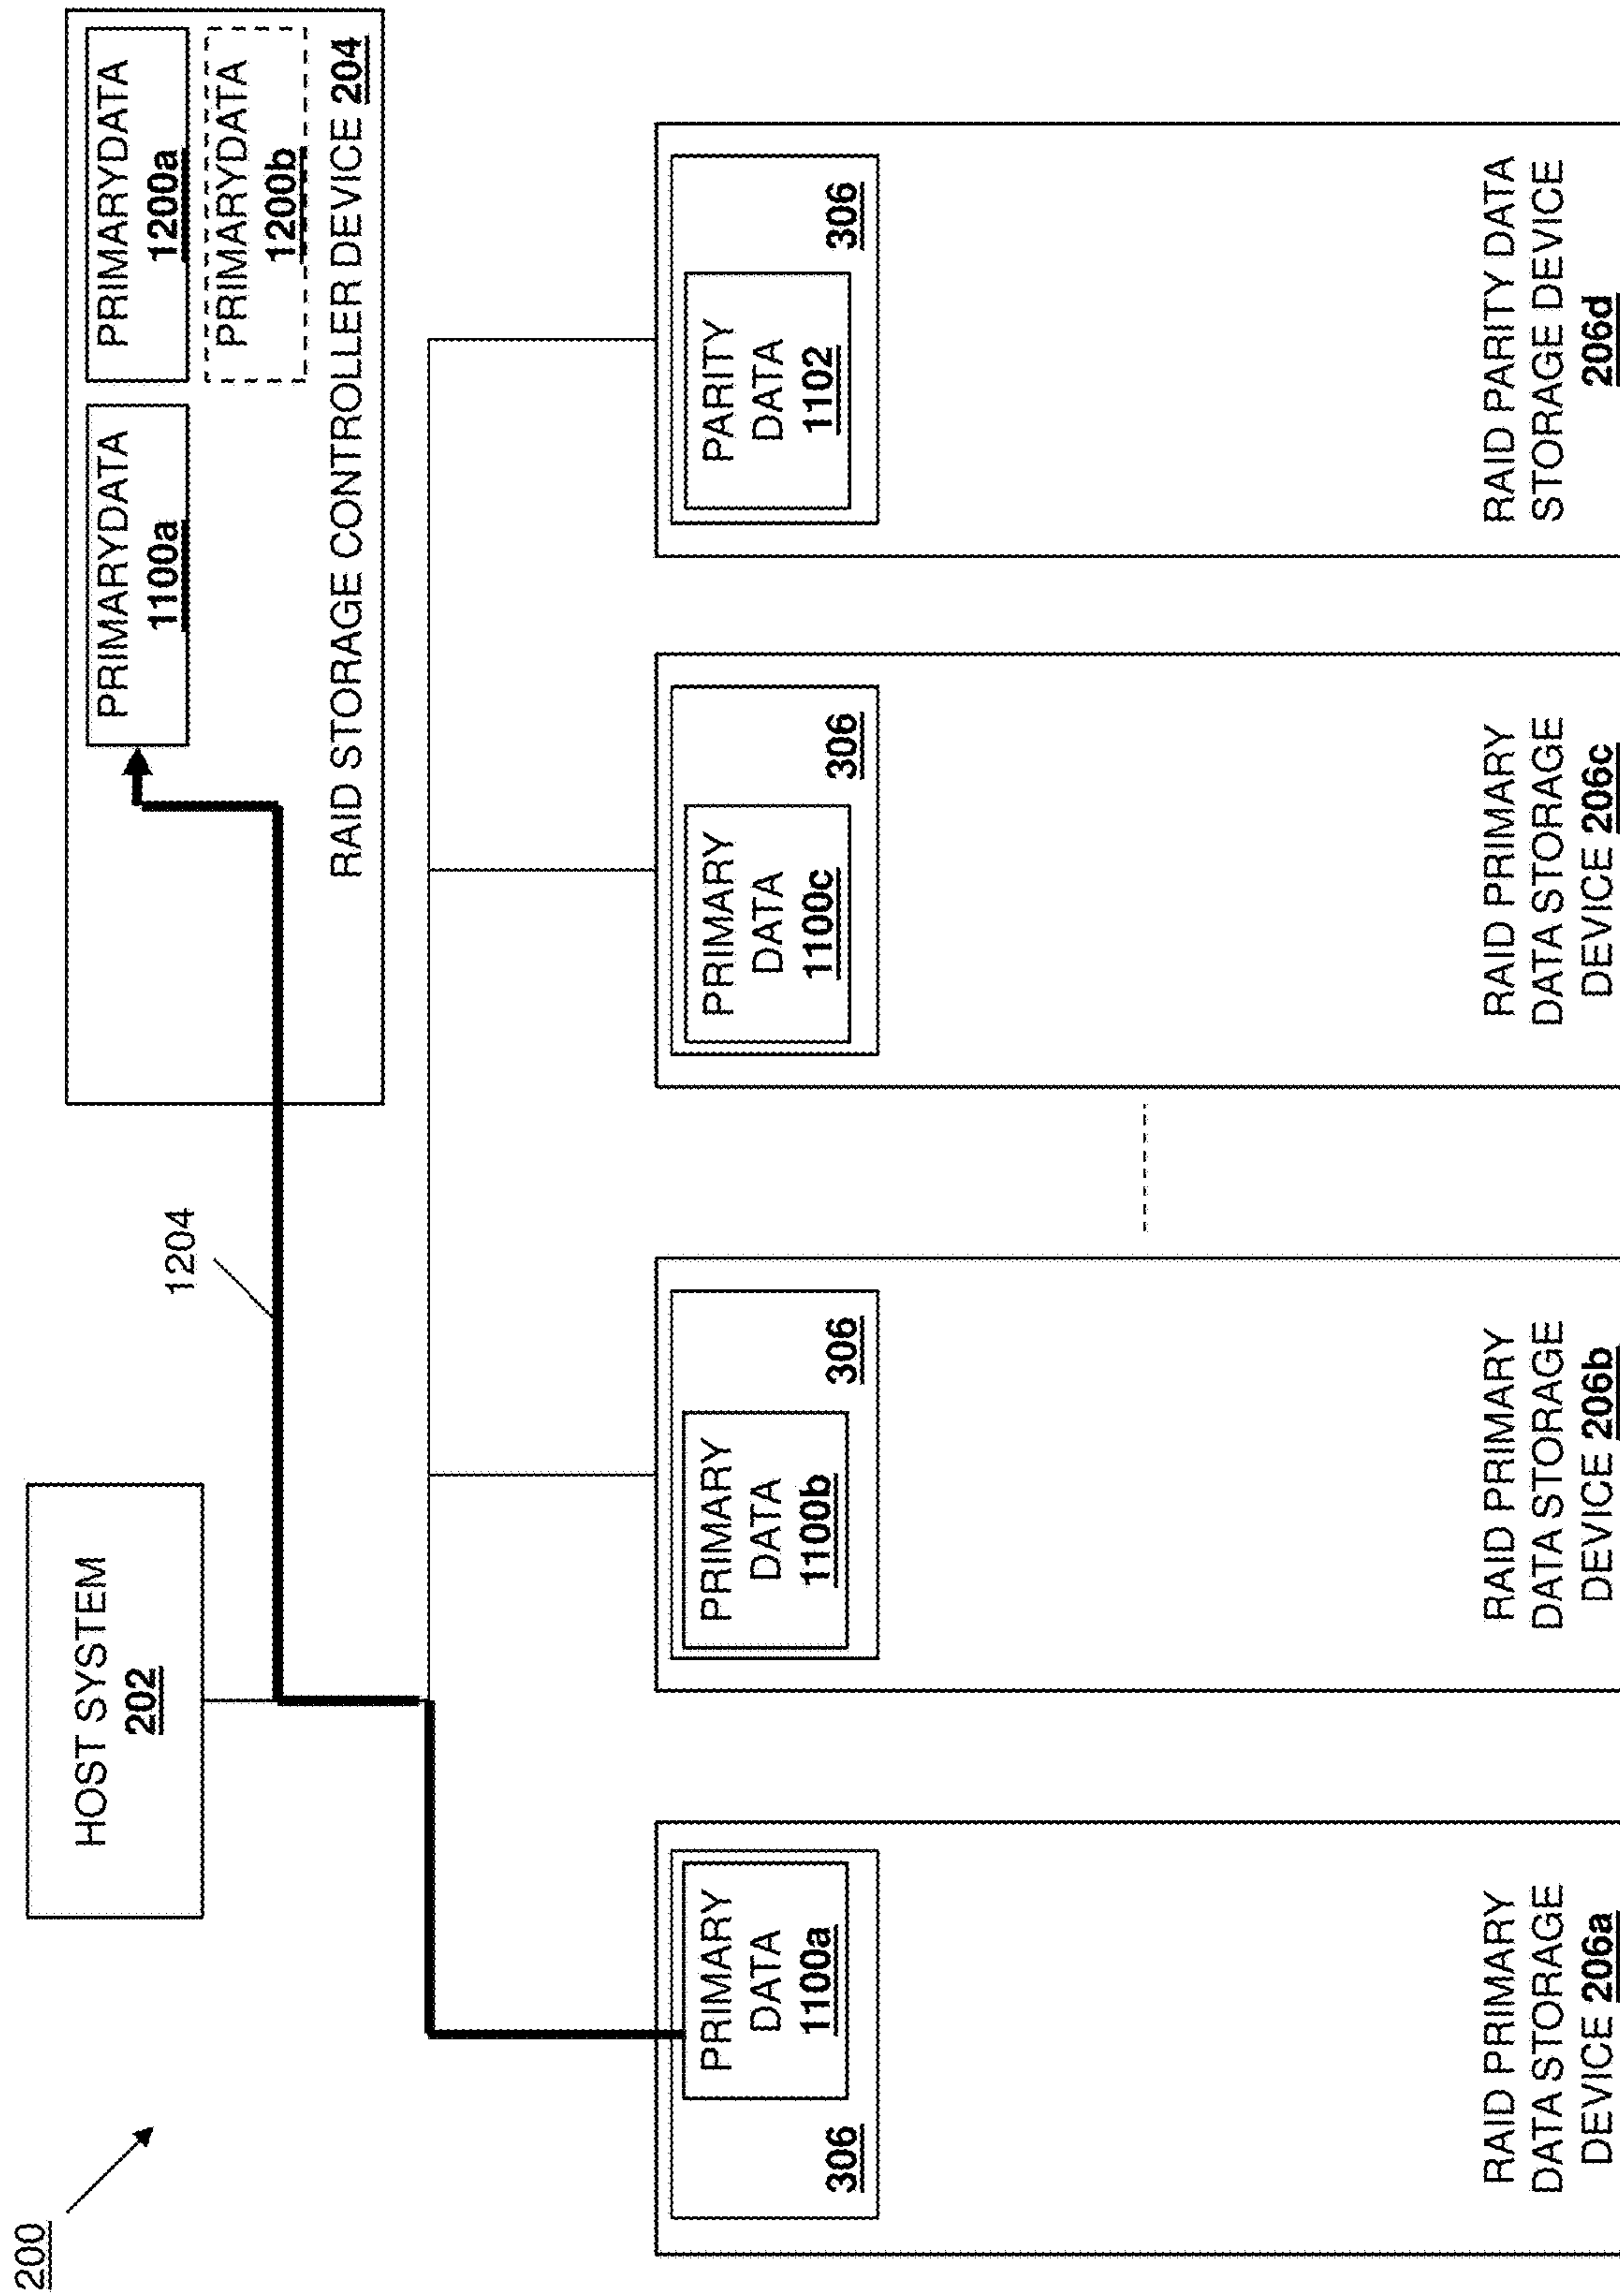 200
HOST SYSTEM
202
1204
PRIMARYDATA
1100a
PRIMARYDATA
1200a
PRIMARYDATA
1200b
RAID STORAGE CONTROLLER DEVICE 204
PRIMARY
DATA
1100a
306
RAID PRIMARY
DATA STORAGE
DEVICE 206a
PRIMARY
DATA
1100b
306
RAID PRIMARY
DATA STORAGE
DEVICE 206b
PRIMARY
DATA
1100c
306
RAID PRIMARY
DATA STORAGE
DEVICE 206c
PARITY
DATA
1102
306
RAID PARITY DATA
STORAGE DEVICE
206d